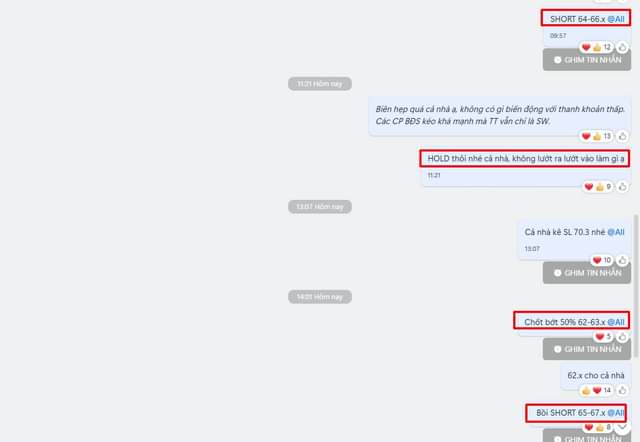 SHORT 64-66.x @All
09:57
12
GHIM TIN NHẮN
11:21 Hôm nay
Biên hẹp quá cả nhà ạ, không có gì biến động với thanh khoản thấp.
Các CP BĐS kéo khá mạnh mà TT vẫn chỉ là SW.
13
HOLD thôi nhé cả nhà, không lướt ra lướt vào làm gì ạ
11:21
9
13:07 Hôm nay
Cả nhà kê SL 70.3 nhé @All
13:07
10
GHIM TIN NHẮN
14:01 Hôm nay
Chốt bớt 50% 62-63.x @All
5
GHIM TIN NHẮN
62.x cho cả nhà
14
Bồi SHORT 65-67.x @All
8
GHIM TIN NHẮN